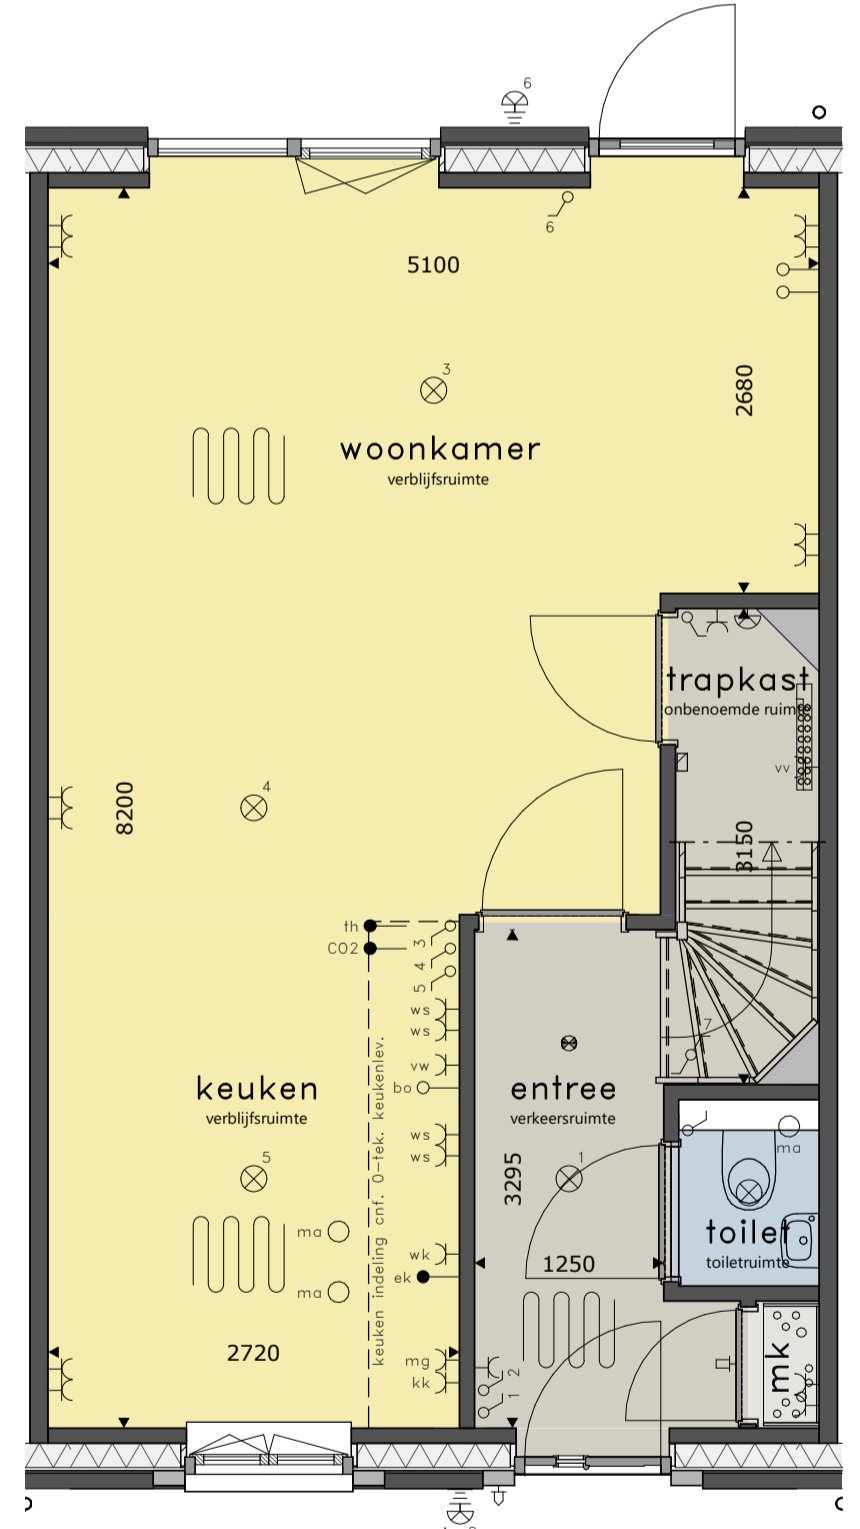 6
6
5100
3
2680
woonkamer
verblijfsruimte
trapkast
onbenoemde ruimte
vv
4
8200
3150
th
CO2
3
4
5
ws
ws
7
vw
bo
keuken
verblijfsruimte
entree
verkeersruimte
ws
ws
ma
5
1
3295
keuken indeling cnf. 0-tek. keukenlev.
ma
toilet
toiletruimte
wk
ek
1250
ma
2720
mg
kk
2
1
mk